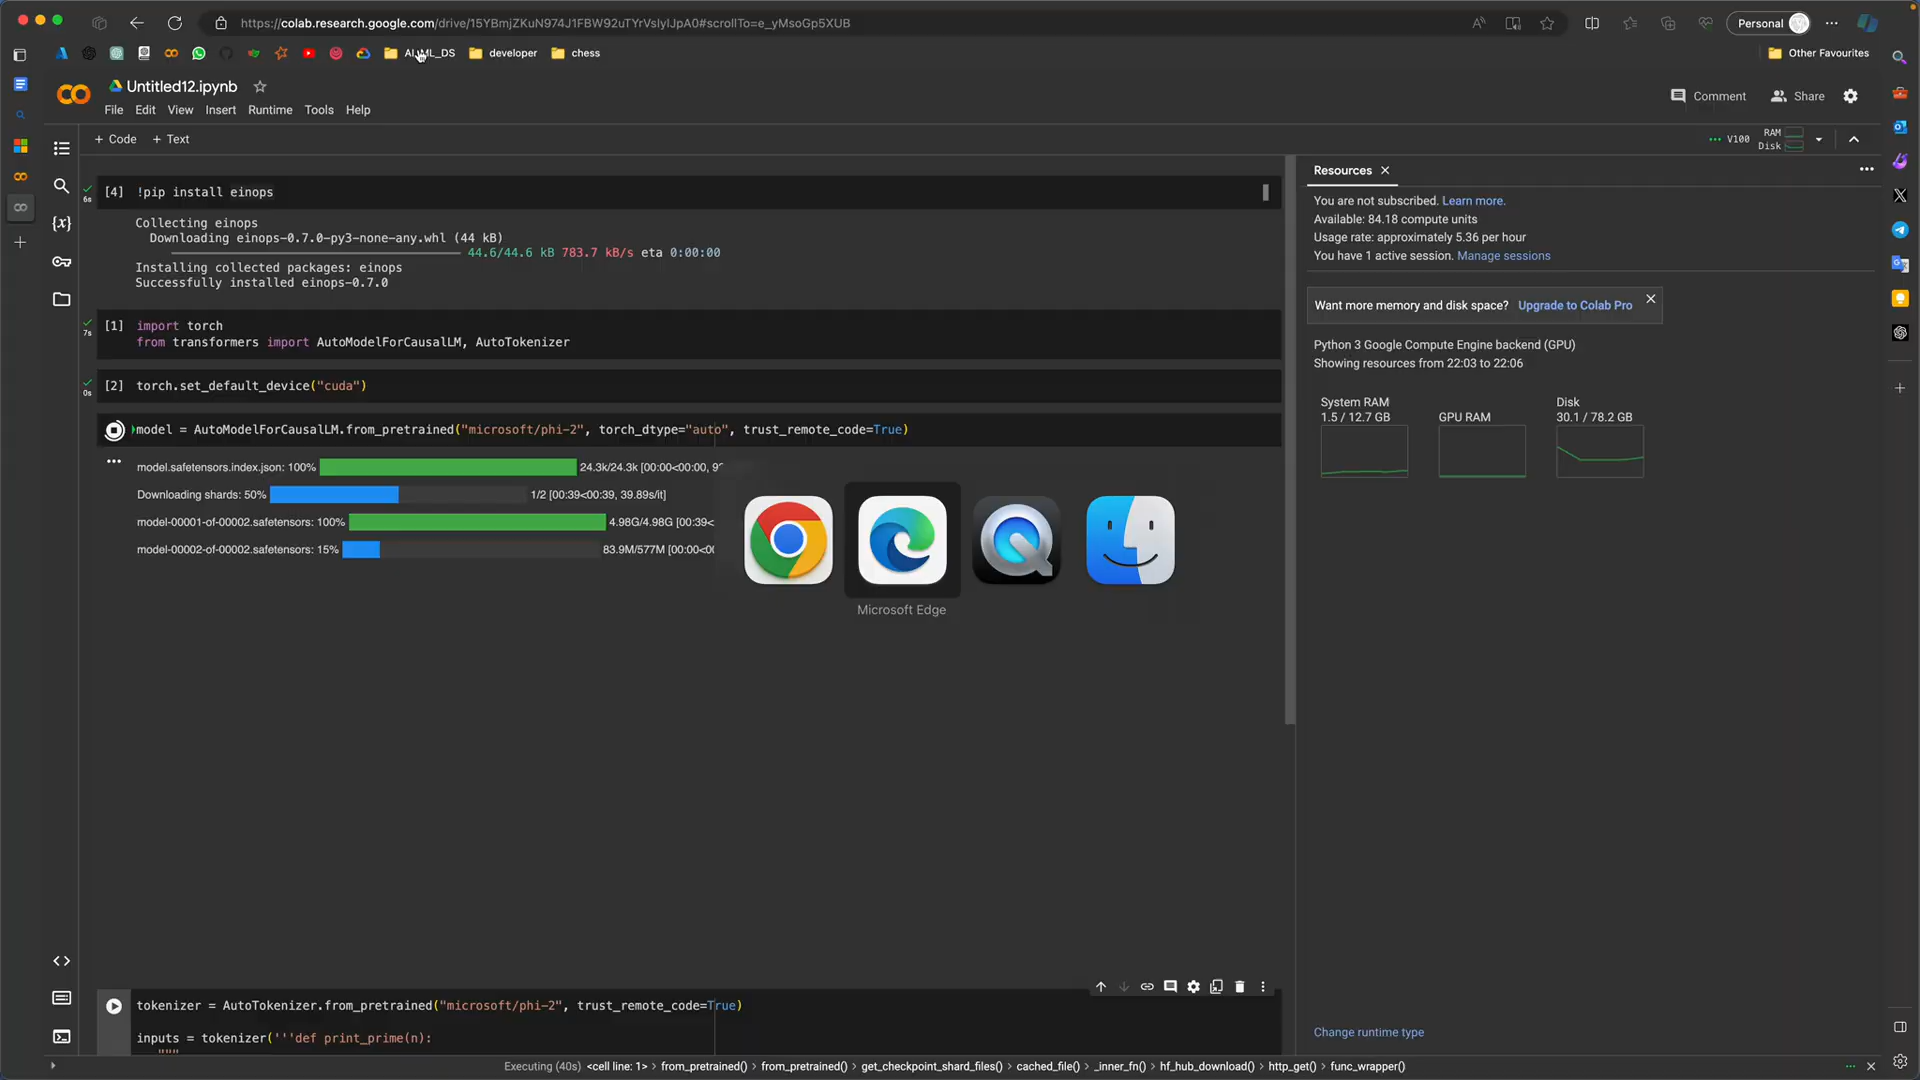 https://colab.research.google.com/drive/15YBmjZKuN974J1FBW92uTYrVsIyIJpA0#scrollTo=e_yMsoGp5XUB
Personal
AI_ML_DS
developer
chess
Other Favourites
Untitled12.ipynb
File Edit View Insert Runtime Tools Help
Comment
Share
+ Code + Text
V100
RAM
Disk
[4] !pip install einops
6s
Collecting einops
Downloading einops-0.7.0-py3-none-any.whl (44 kB)
44.6/44.6 kB 783.7 kB/s eta 0:00:00
Installing collected packages: einops
Successfully installed einops-0.7.0
[1] import torch
7s
from transformers import AutoModelForCausalLM, AutoTokenizer
[2] torch.set_default_device("cuda")
0s
model = AutoModelForCausalLM.from_pretrained("microsoft/phi-2", torch_dtype="auto", trust_remote_code=True)
model.safetensors.index.json: 100% 24.3k/24.3k [00:00<00:00, 
Downloading shards: 50% 1/2 [00:39<00:39, 39.89s/it]
model-00001-of-00002.safetensors: 100% 4.98G/4.98G [00:39<
model-00002-of-00002.safetensors: 15% 83.9M/577M [00:00<00
Microsoft Edge
tokenizer = AutoTokenizer.from_pretrained("microsoft/phi-2", trust_remote_code=True)
inputs = tokenizer('''def print_prime(n):
"""
Resources
You are not subscribed. Learn more.
Available: 84.18 compute units
Usage rate: approximately 5.36 per hour
You have 1 active session. Manage sessions
Want more memory and disk space? Upgrade to Colab Pro
Python 3 Google Compute Engine backend (GPU)
Showing resources from 22:03 to 22:06
System RAM
1.5 / 12.7 GB
GPU RAM
Disk
30.1 / 78.2 GB
Change runtime type
Executing (40s) <cell line: 1> > from_pretrained() > from_pretrained() > get_checkpoint_shard_files() > cached_file() > _inner_fn() > hf_hub_download() > http_get() > func_wrapper()